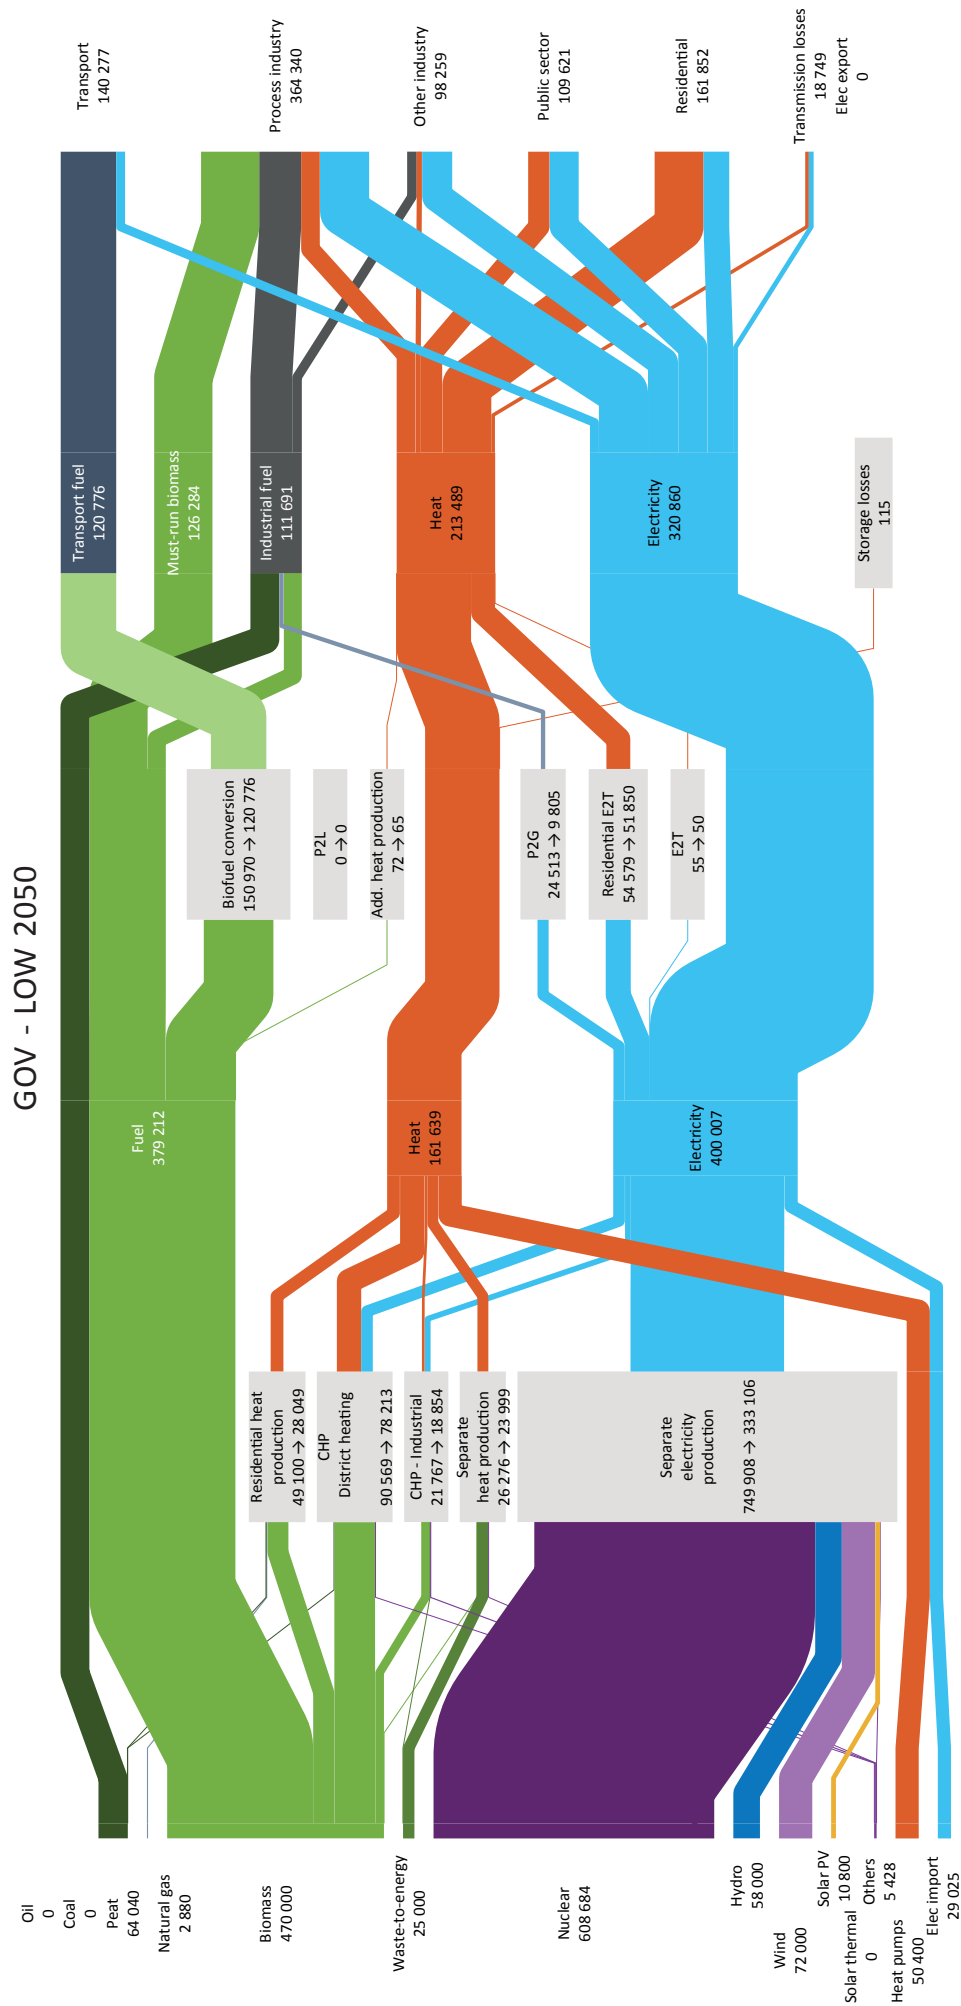 GOV - LOW 2050
Oil
0
Coal
0
Peat
64 040
Natural gas
2 880
Biomass
470 000
Waste-to-energy
25 000
Nuclear
608 684
Hydro
58 000
Wind
72 000
Solar PV
10 800
Solar thermal
0
Others
5 428
Heat pumps
50 400
Elec import
29 025
Residential heat
production
49 100 → 28 049
CHP
District heating
90 569 → 78 213
CHP - Industrial
21 767 → 18 854
Separate
heat production
26 276 → 23 999
Separate
electricity
production
749 908 → 333 106
Fuel
379 212
Heat
161 639
Electricity
400 007
Biofuel conversion
150 970 → 120 776
P2L
0 → 0
Add. heat production
72 → 65
P2G
24 513 → 9 805
Residential E2T
54 579 → 51 850
E2T
55 → 50
Transport fuel
120 776
Must-run biomass
126 284
Industrial fuel
111 691
Heat
213 489
Electricity
320 860
Storage losses
115
Transport
140 277
Process industry
364 340
Other industry
98 259
Public sector
109 621
Residential
161 852
Transmission losses
18 749
Elec export
0